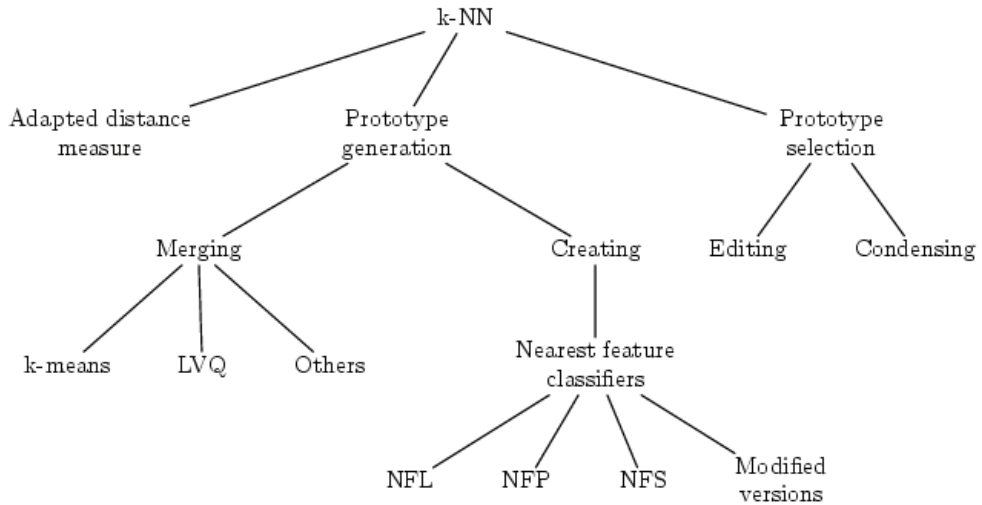 k-NN
Adapted distance
measure
Prototype
generation
Prototype
selection
Merging
Creating
Editing
Condensing
k-means
LVQ
Others
Nearest feature
classifiers
NFL
NFP
NFS
Modified
versions